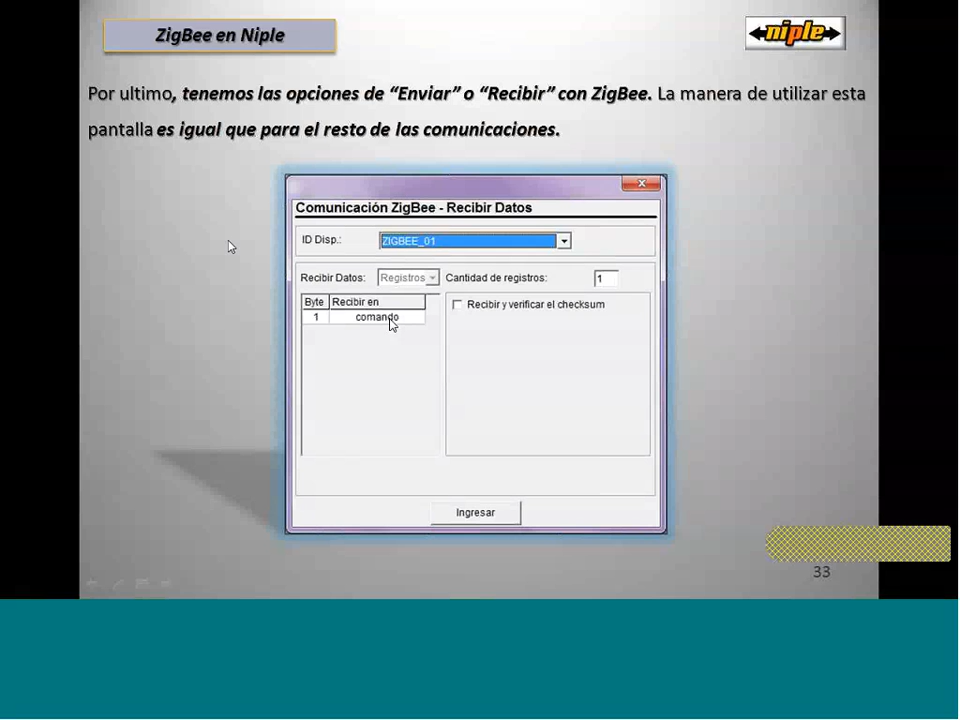 ZigBee en Niple
niple
Por ultimo, tenemos las opciones de “Enviar” o “Recibir” con ZigBee. La manera de utilizar esta
pantalla es igual que para el resto de las comunicaciones.
Comunicación ZigBee - Recibir Datos
ID Disp.: ZIGBEE_01
Recibir Datos: Registros Cantidad de registros: 1
Byte Recibir en
1 comando
Recibir y verificar el checksum
Ingresar
33